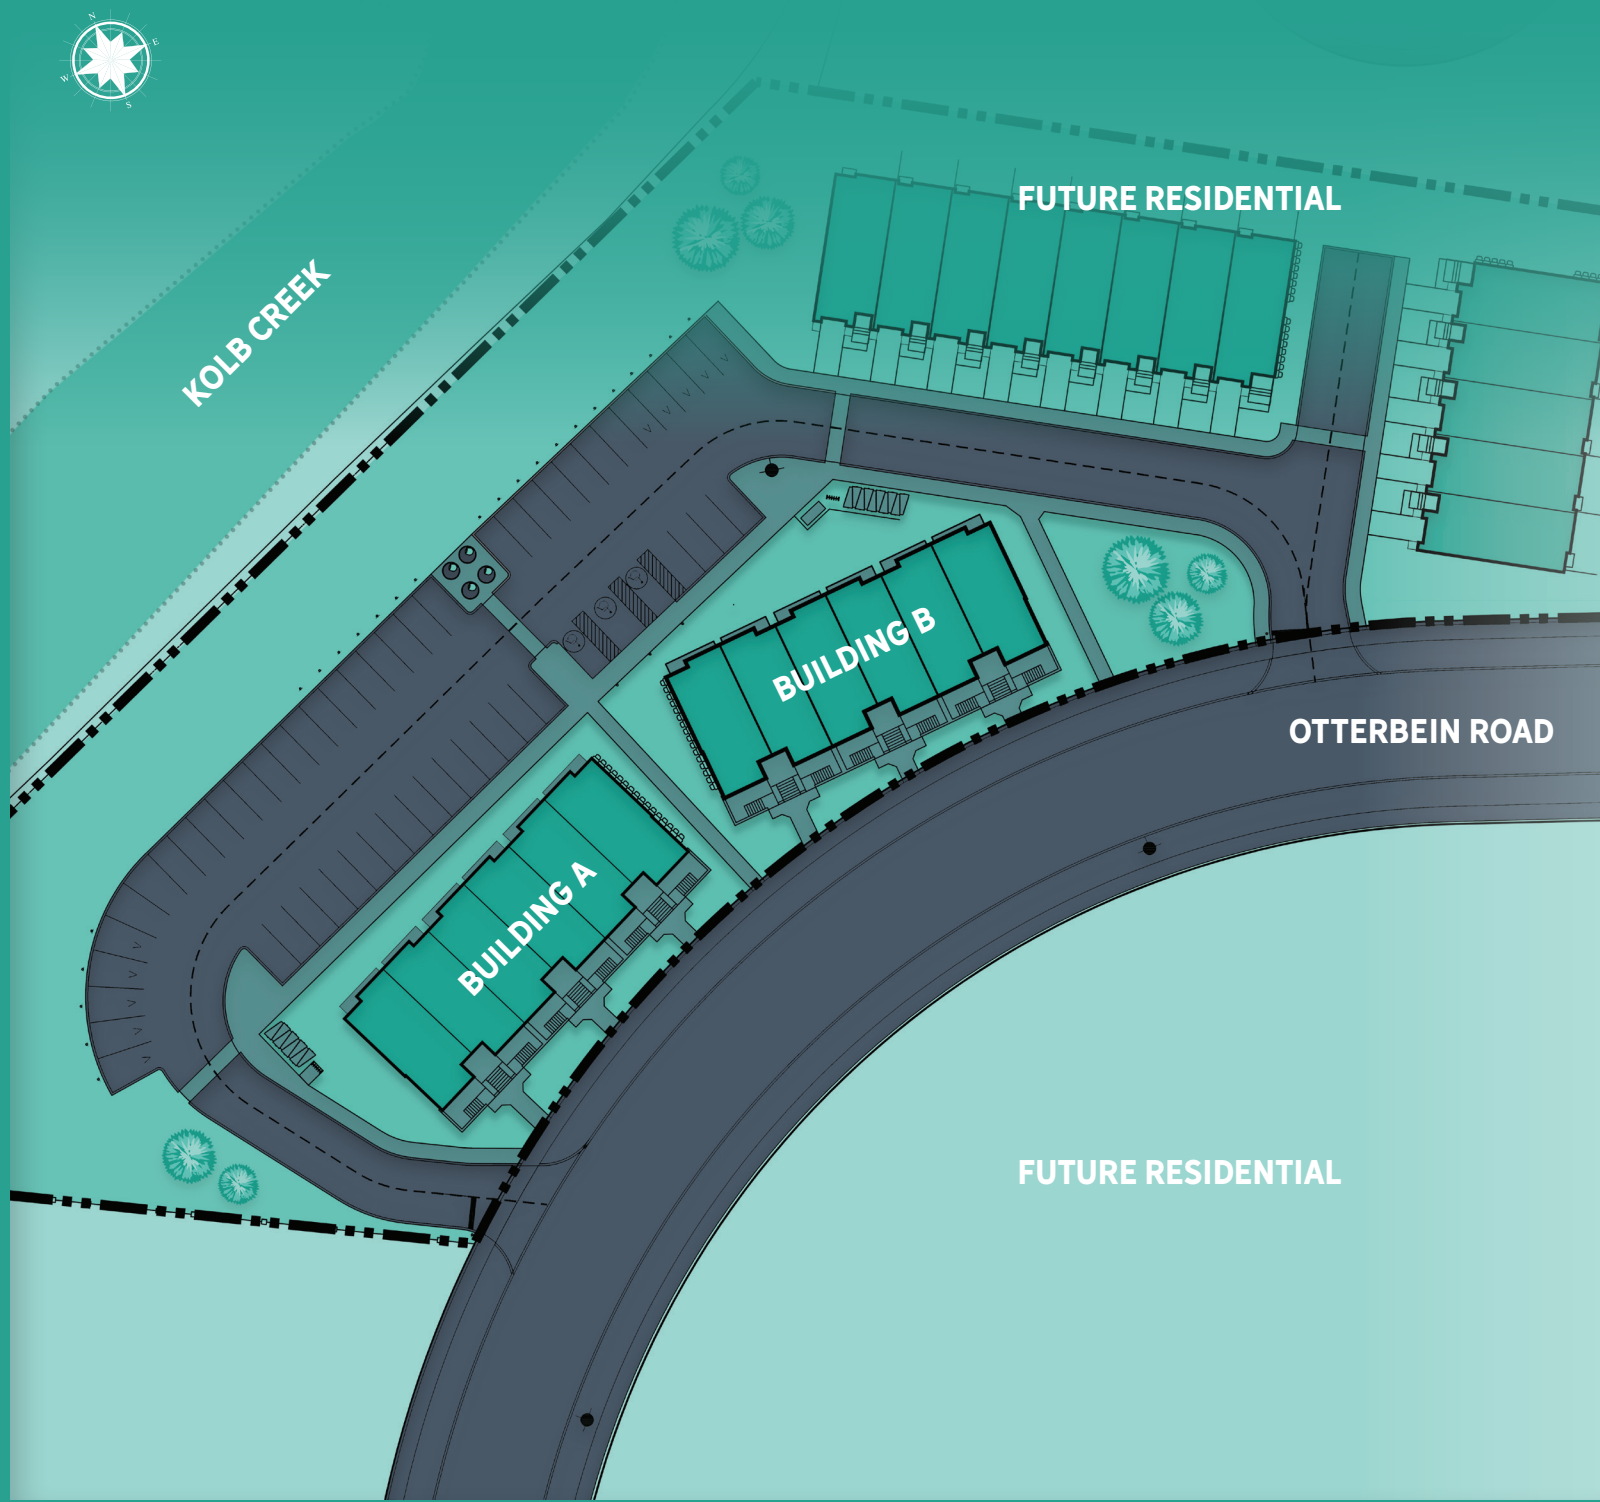 N
E
W
S
FUTURE RESIDENTIAL
KOLB CREEK
BUILDING B
OTTERBEIN ROAD
BUILDING A
FUTURE RESIDENTIAL